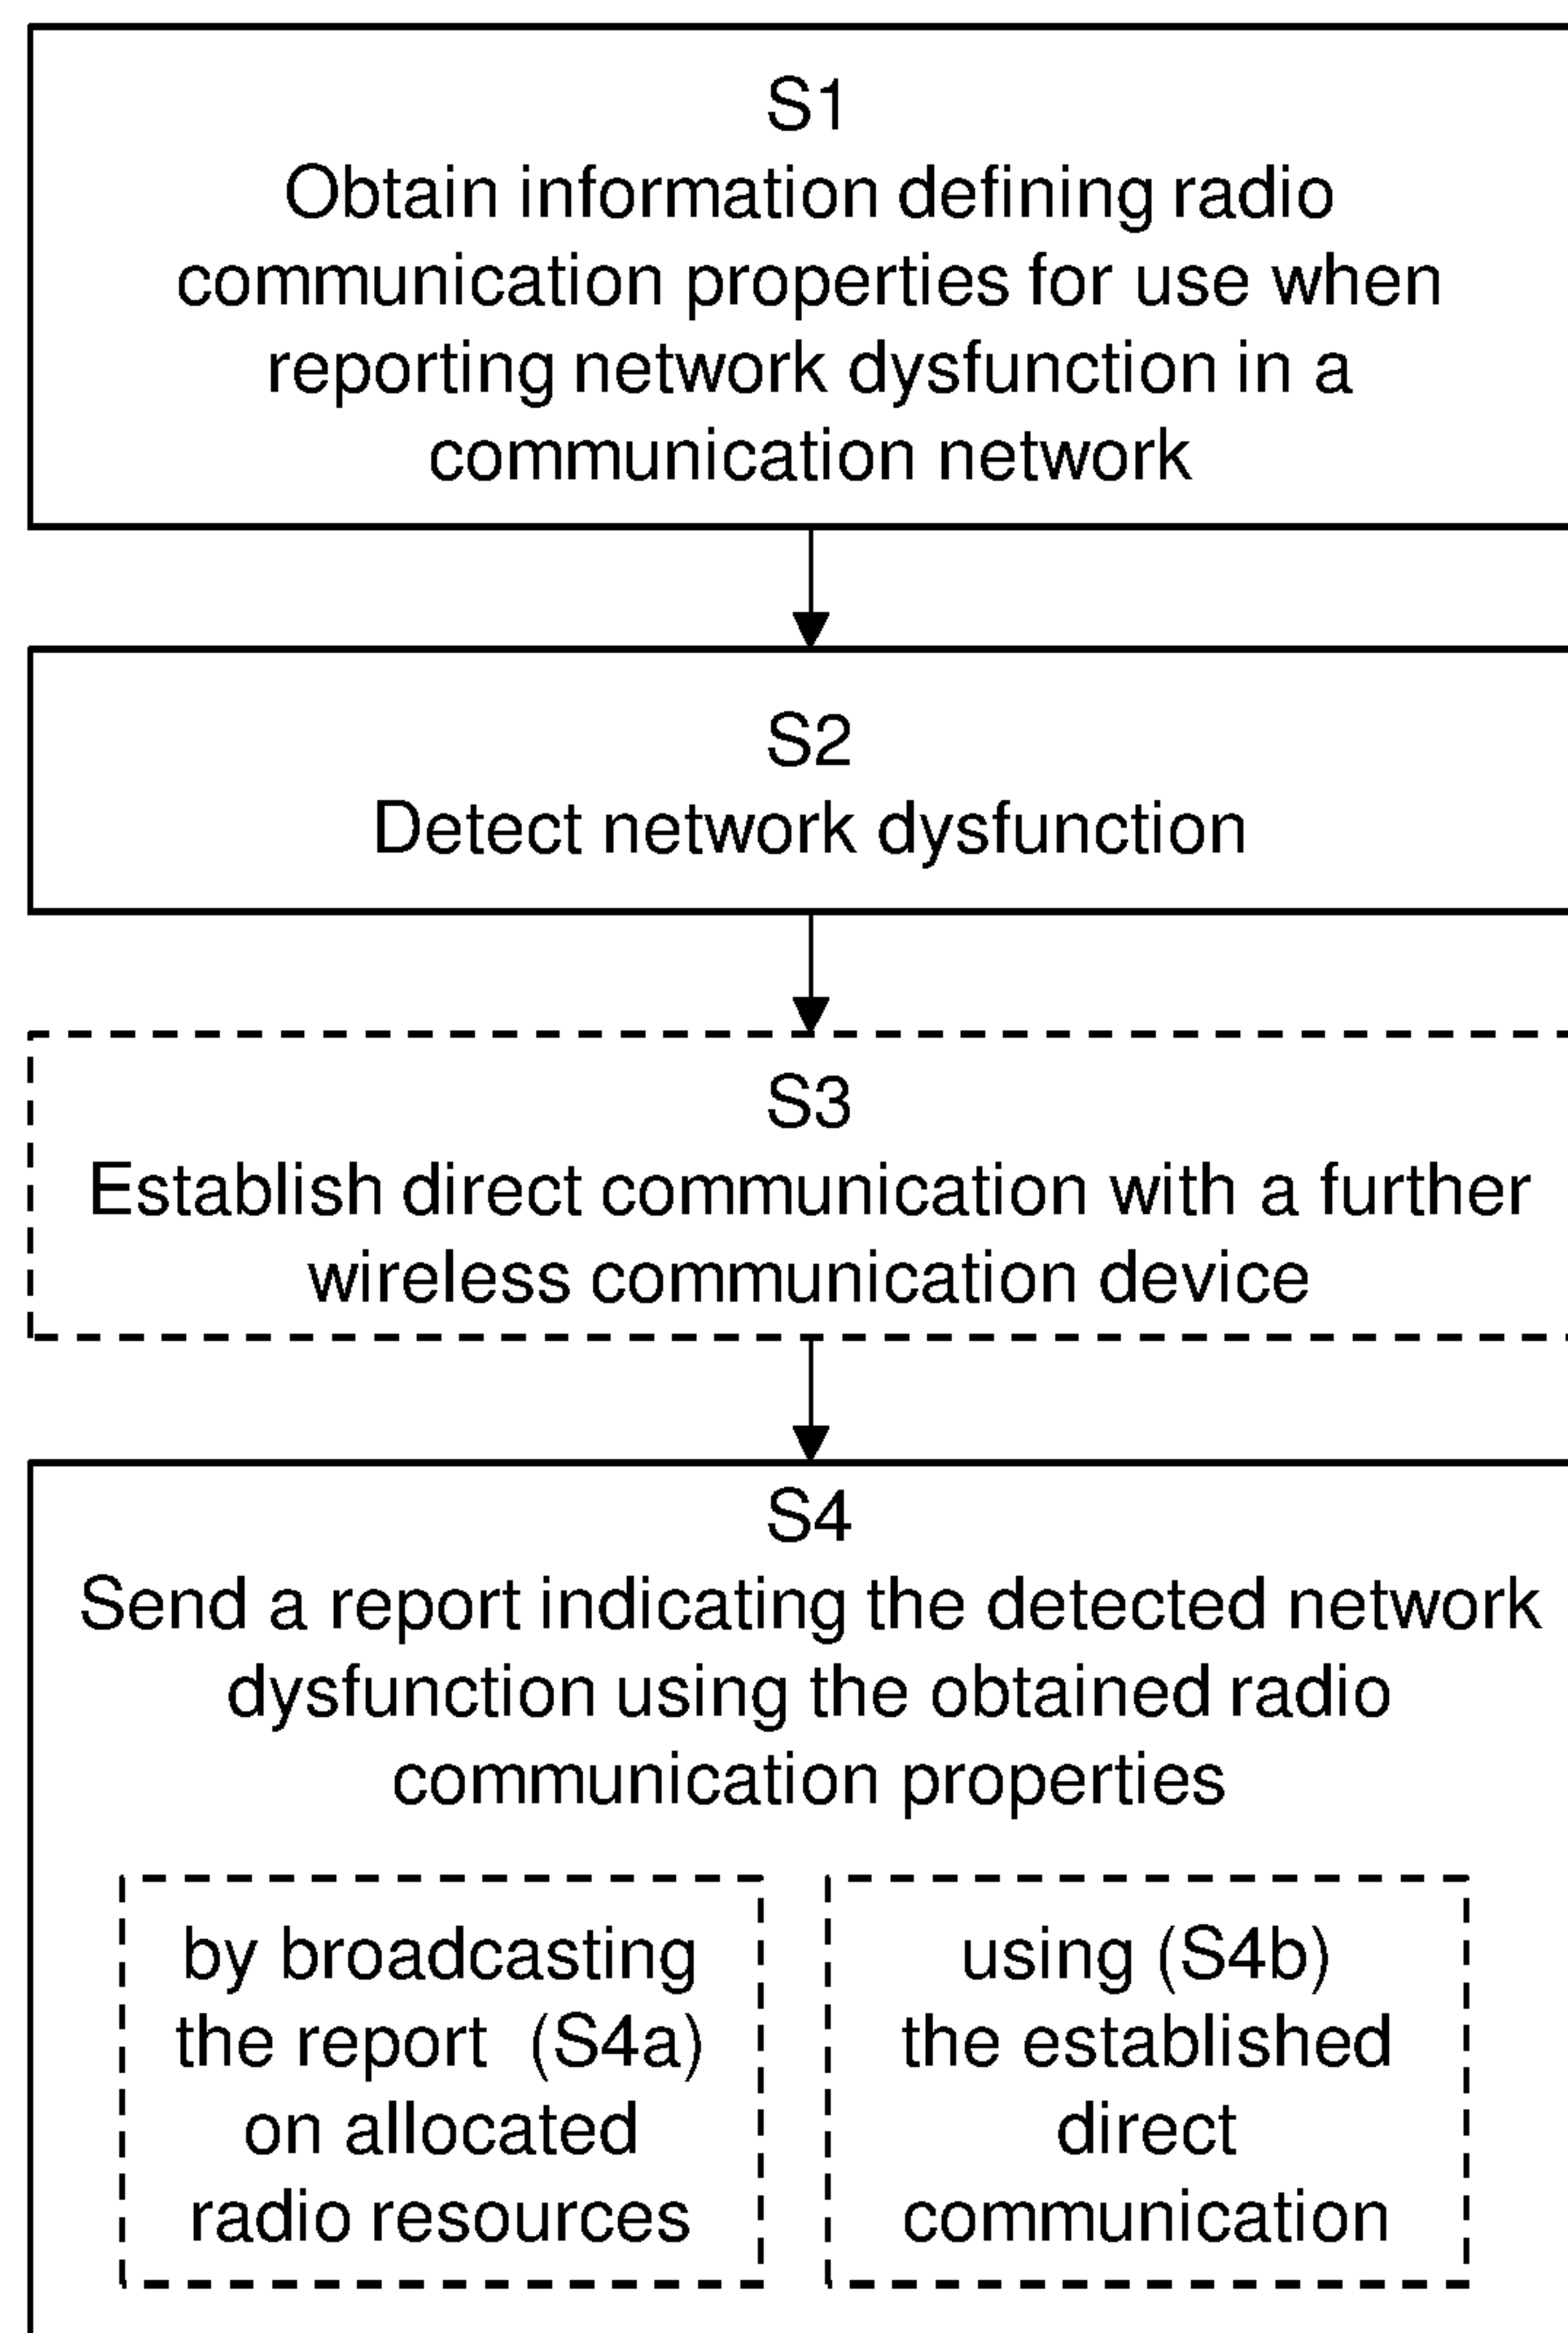 S1
Obtain information defining radio
communication properties for use when
reporting network dysfunction in a
communication network
S2
Detect network dysfunction
S3
Establish direct communication with a further
wireless communication device
S4
Send a report indicating the detected network
dysfunction using the obtained radio
communication properties
by broadcasting
the report (S4a)
on allocated
radio resources
using (S4b)
the established
direct
communication